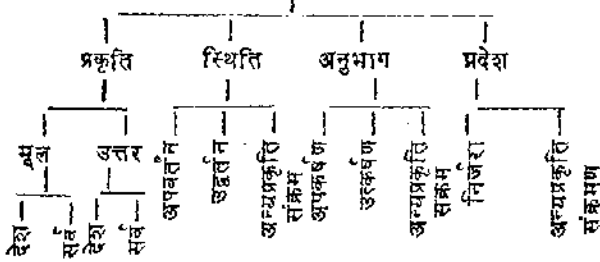 प्रकृति
स्थिति
अनुभाग
प्रदेश
उत्तर
देश
सर्व
देश
सर्व
अपवर्तन
उद्वर्तन
अन्यप्रकृति
संक्रम
अपकर्षण
उत्कर्षण
अन्यप्रकृति
संक्रम
निर्जरा
अन्यप्रकृति
संक्रमण